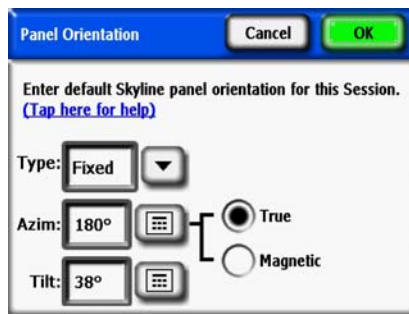 Panel Orientation Cancel OK
Enter default Skyline panel orientation for this Session.
(Tap here for help)
Type: Fixed
Azim: 180° True
Magnetic
Tilt: 38°